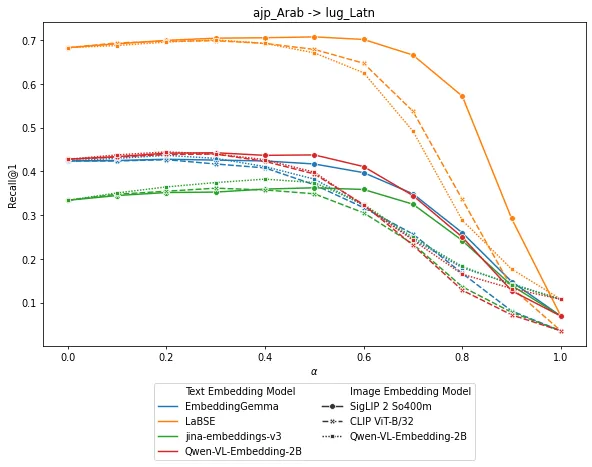 ajp_Arab -> lug_Latn
Recall@1
0.7
0.6
0.5
0.4
0.3
0.2
0.1
0.0 0.2 0.4 0.6 0.8 1.0
α
Text Embedding Model Image Embedding Model
EmbeddingGemma SigLIP 2 So400m
LaBSE CLIP ViT-B/32
jina-embeddings-v3 Qwen-VL-Embedding-2B
Qwen-VL-Embedding-2B